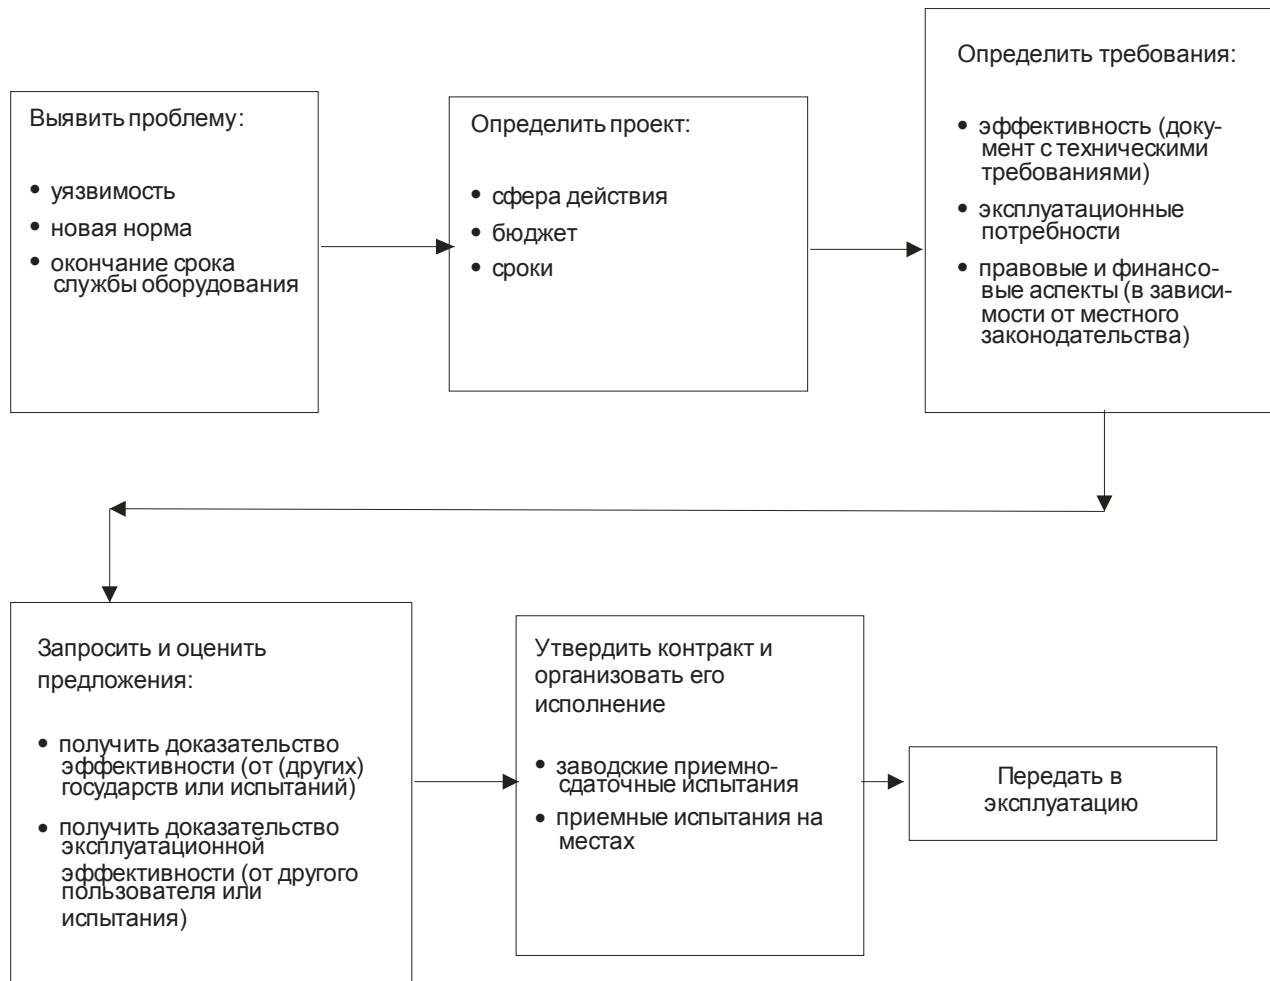 Выявить проблему:
• уязвимость
• новая норма
• окончание срока
службы оборудования
Определить проект:
• сфера действия
• бюджет
• сроки
Определить требования:
• эффективность (доку-
мент с техническими
требованиями)
• эксплуатационные
потребности
• правовые и финансо-
вые аспекты (в зависи-
мости от местного
законодательства)
Запросить и оценить
предложения:
• получить доказательство
эффективности (от (других)
государств или испытаний)
• получить доказательство
эксплуатационной
эффективности (от другого
пользователя или
испытания)
Утвердить контракт и
организовать его
исполнение
• заводские приемно-
сдаточные испытания
• приемные испытания на
местах
Передать в
эксплуатацию